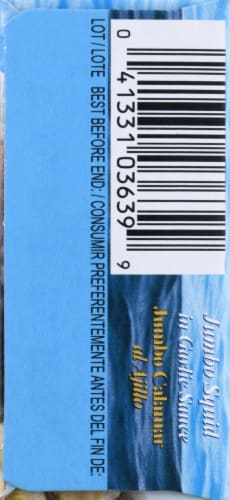 LOT / LOTE BEST BEFORE END: / CONSUMIR PREFERENTEMENTE ANTES DEL FIN DE:
0 41331 03639 9
Jumbo Squid
in Garlic Sauce
Jumbo Calamar
al Ajillo